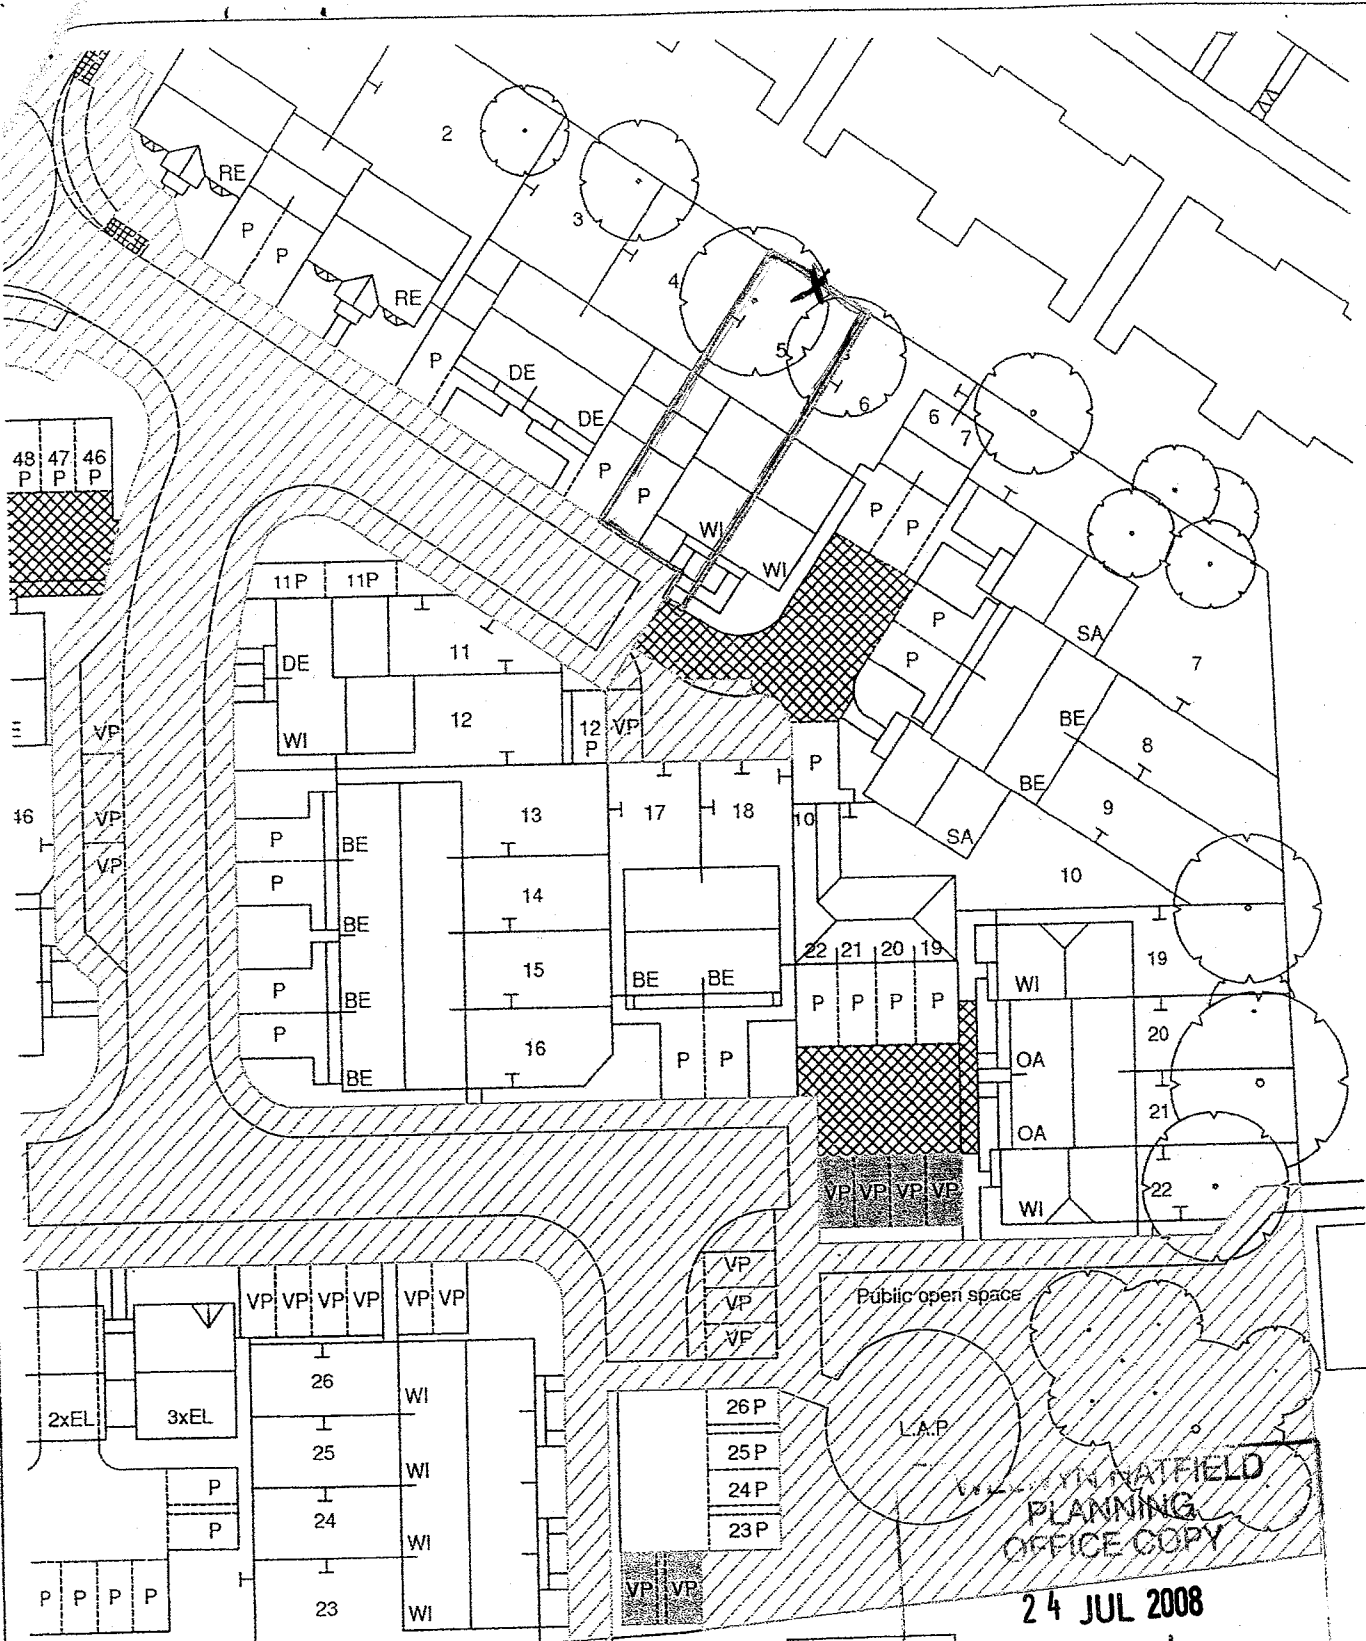 2
RE
3
P
P
4
RE
5
P
DE
6
6
7
DE
48 47 46
P P P
P
P
P
P
WI
WI
11P 11P
P
SA
11
DE
P
7
12
12
P
VP
WI
BE
VP
8
P
BE
46
VP
13
17
18
10
9
P
BE
SA
VP
10
P
14
BE
22 21 20 19
19
15
BE
BE
WI
P
BE
P P P P
20
P
16
P P
OA
BE
21
OA
VP VP VP VP
22
WI
VP
Public open space
VP VP VP VP VP VP
VP
VP
26
WI
26 P
2xEL
3xEL
L.A.P
25
25 P
WI
P
24 P
WELWYN HATFIELD
PLANNING
OFFICE COPY
24
P
23 P
WI
P P P P
VP VP
24 JUL 2008
23
WI